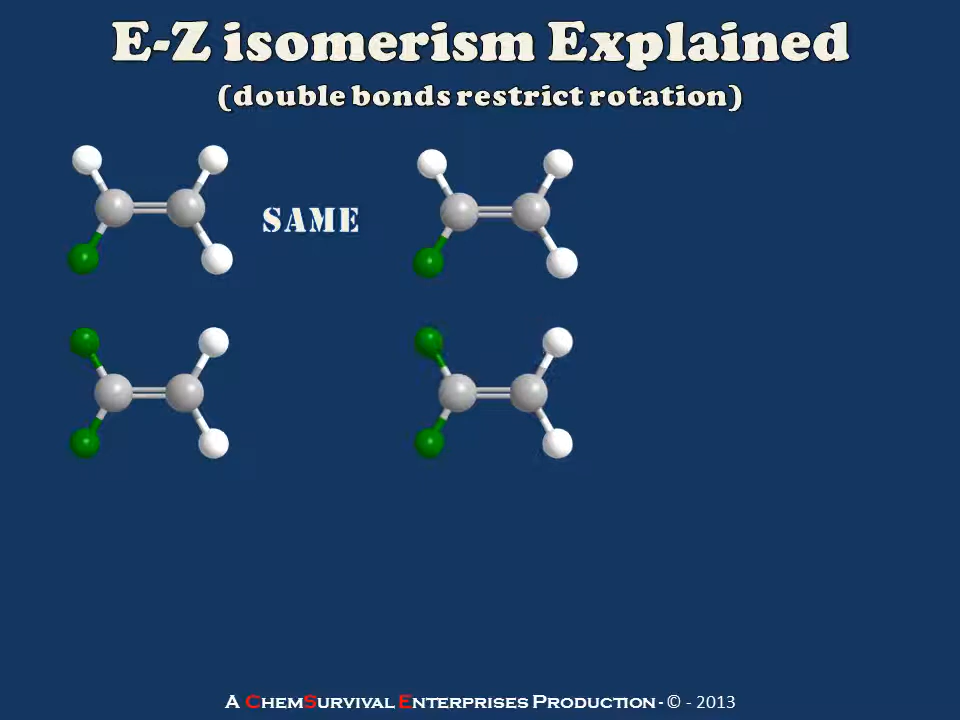 E-Z isomerism Explained
(double bonds restrict rotation)
SAME
A ChemSurvival Enterprises Production - © - 2013